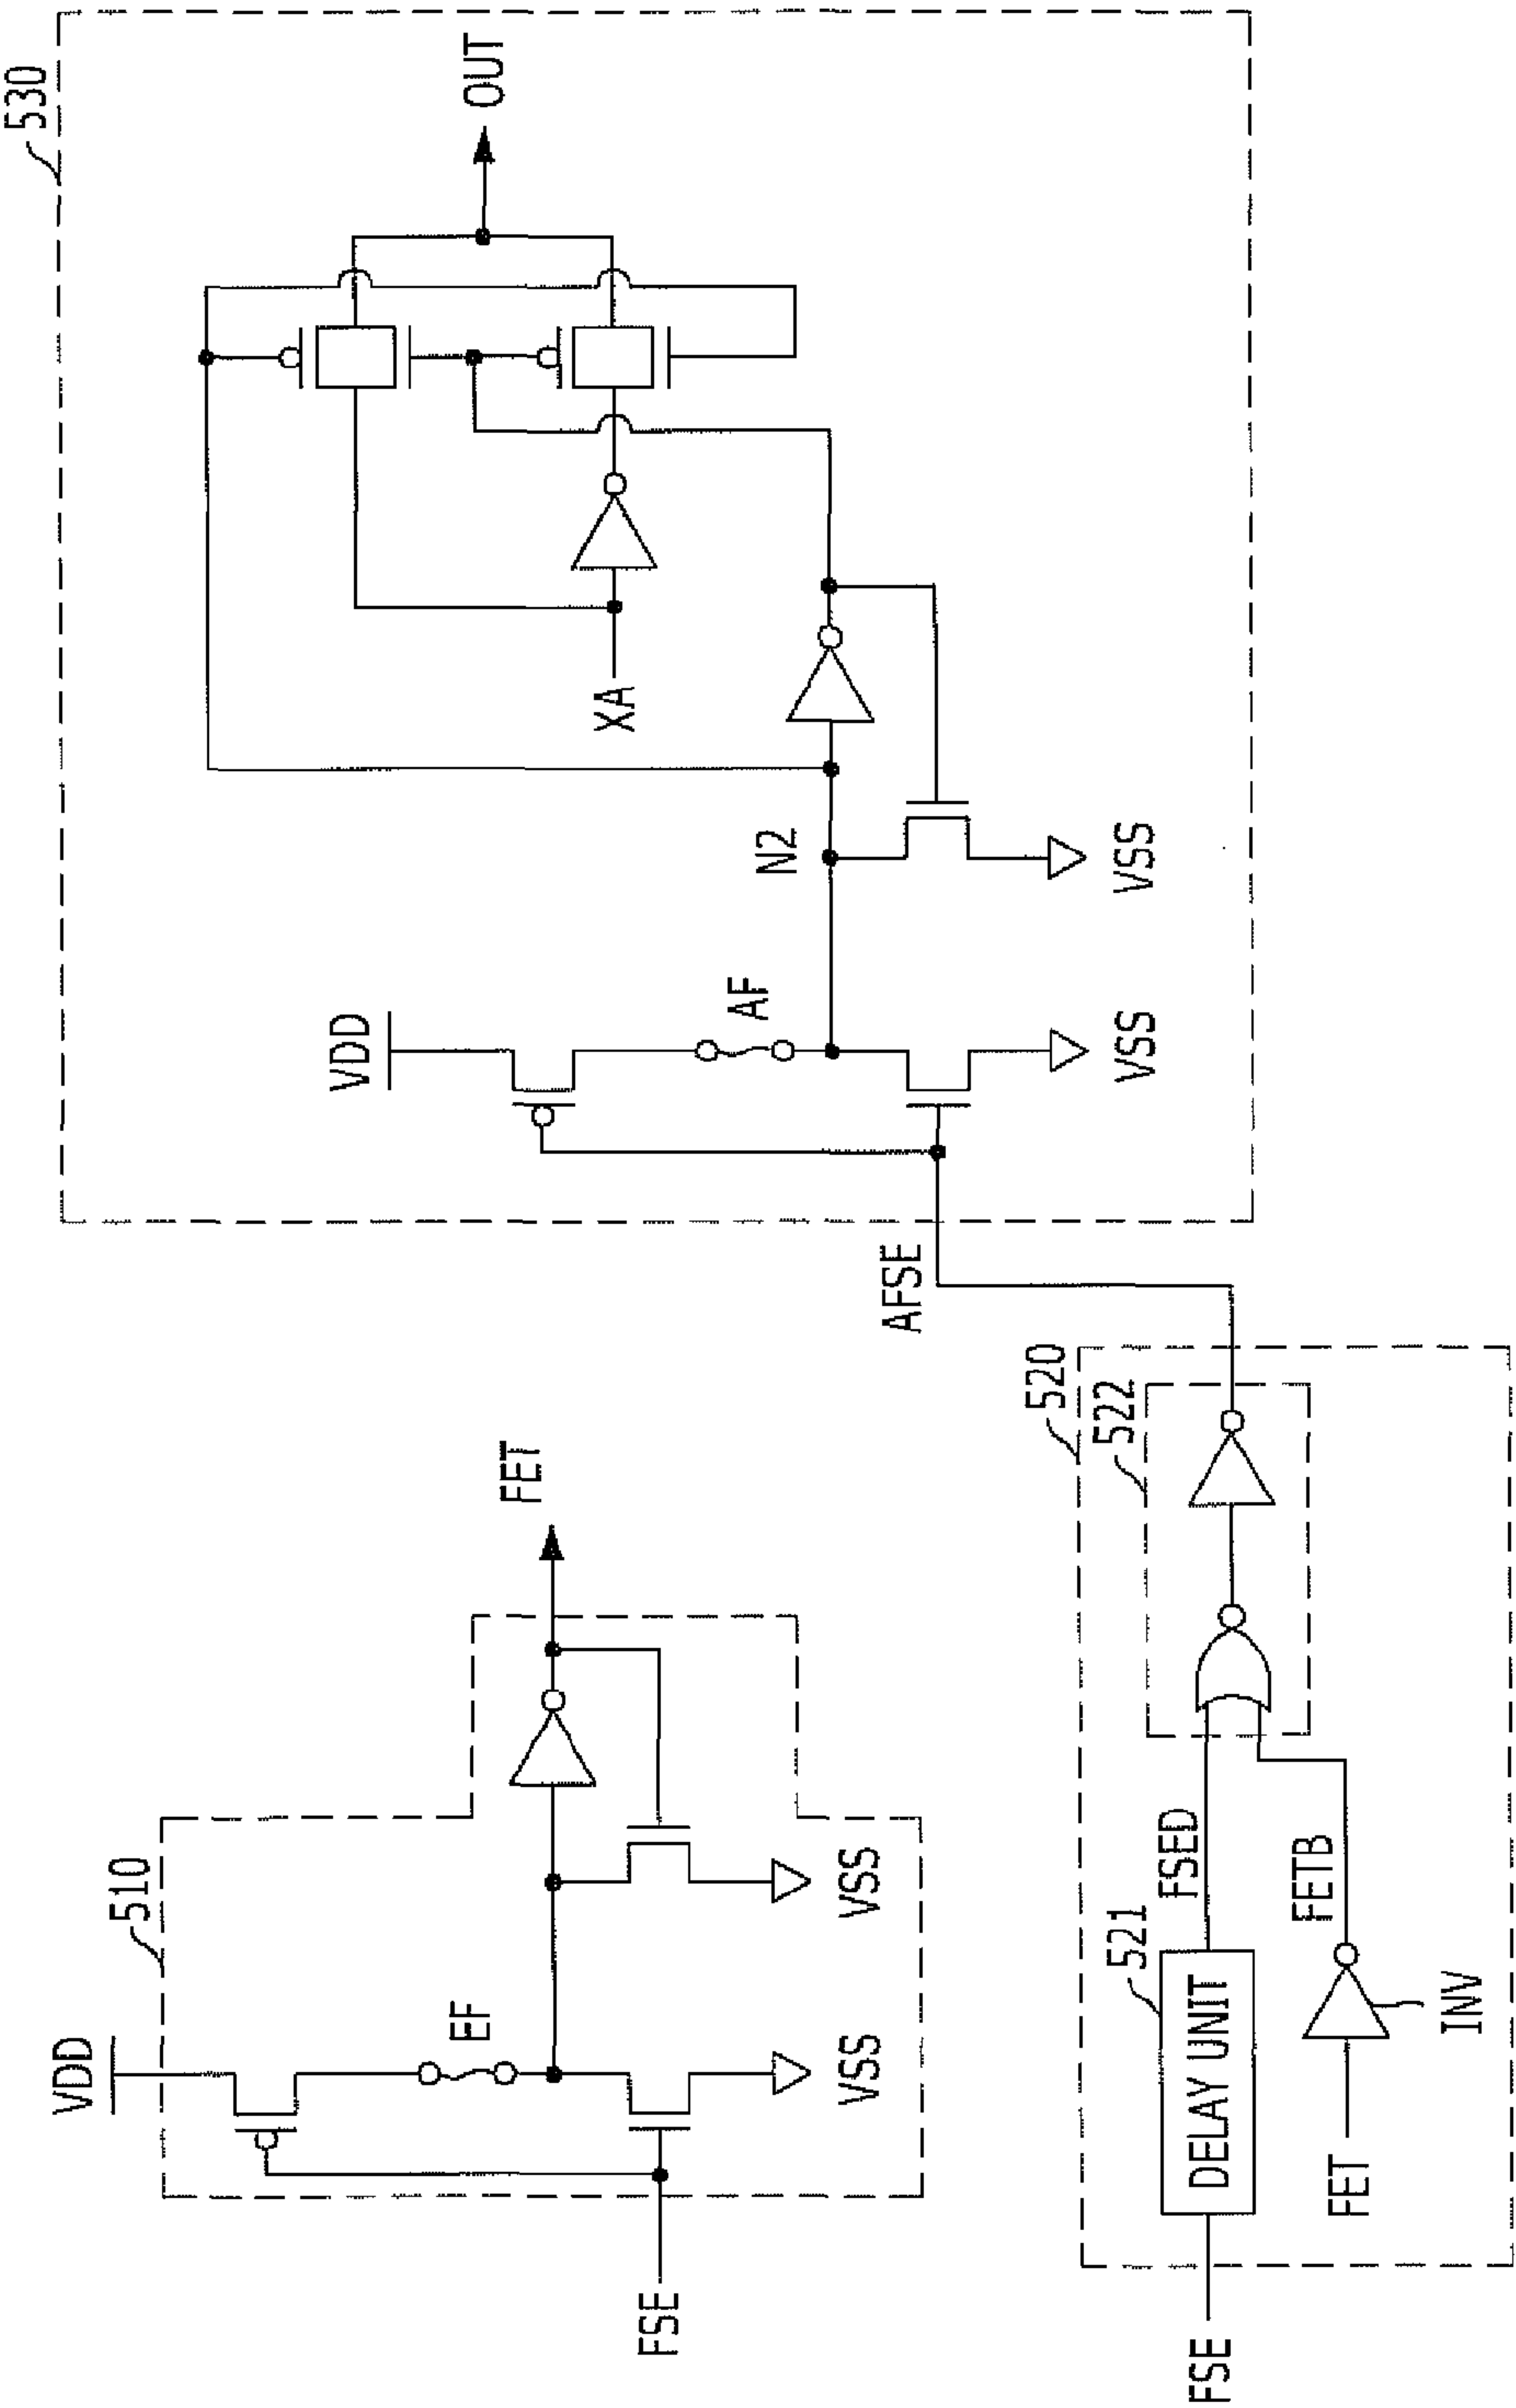 530
OUT
XA
N2
VDD
AF
VSS
VSS
AFSE
510
FET
VDD
EF
VSS
VSS
FSE
520
522
FSED
FETB
521
DELAY UNIT
INV
FSE
FET